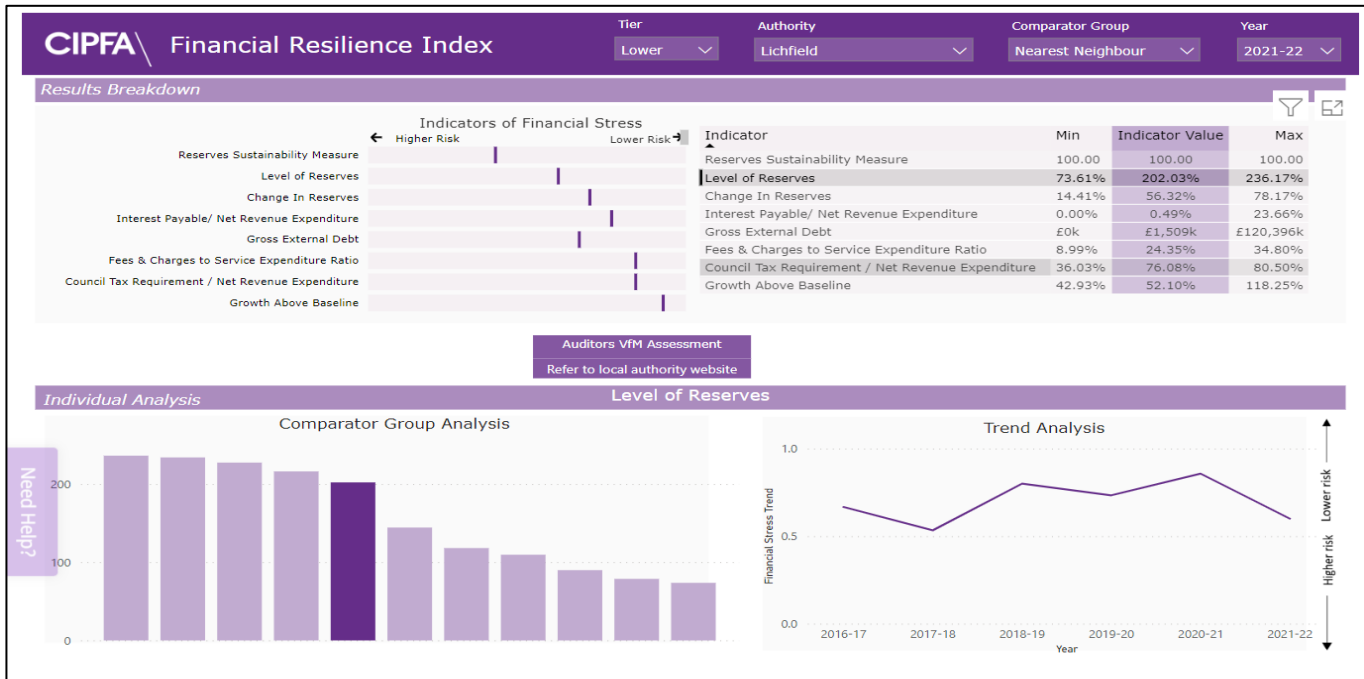 CIPFA\ Financial Resilience Index
Tier
Lower
Authority
Lichfield
Comparator Group
Nearest Neighbour
Year
2021-22
Results Breakdown
Indicators of Financial Stress
Higher Risk Lower Risk
Reserves Sustainability Measure
Level of Reserves
Change In Reserves
Interest Payable/ Net Revenue Expenditure
Gross External Debt
Fees & Charges to Service Expenditure Ratio
Council Tax Requirement / Net Revenue Expenditure
Growth Above Baseline
Indicator Min Indicator Value Max
Reserves Sustainability Measure 100.00 100.00 100.00
Level of Reserves 73.61% 202.03% 236.17%
Change In Reserves 14.41% 56.32% 78.17%
Interest Payable/ Net Revenue Expenditure 0.00% 0.49% 23.66%
Gross External Debt £0k £1,509k £120,396k
Fees & Charges to Service Expenditure Ratio 8.99% 24.35% 34.80%
Council Tax Requirement / Net Revenue Expenditure 36.03% 76.08% 80.50%
Growth Above Baseline 42.93% 52.10% 118.25%
Auditors VfM Assessment
Refer to local authority website
Individual Analysis Level of Reserves
Need Help?
Comparator Group Analysis
200
100
0
Trend Analysis
Financial Stress Trend
1.0
0.5
0.0
2016-17 2017-18 2018-19 2019-20 2020-21 2021-22
Year
Lower risk
Higher risk